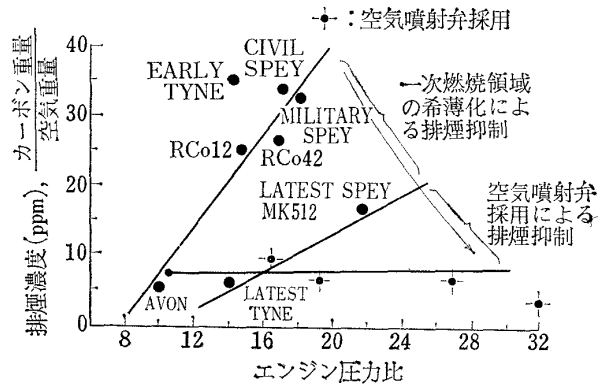 ：空気噴射弁採用
排煙濃度(ppm), カーボン重量/空気重量
40
30
20
10
0
CIVIL
SPEY
EARLY
TYNE
MILITARY
SPEY
RCo12
RCo42
LATEST SPEY
MK512
AVON
LATEST
TYNE
一次燃焼領域
の希薄化によ
る排煙抑制
空気噴射弁
採用による
排煙抑制
8
12
16
20
24
28
32
エンジン圧力比